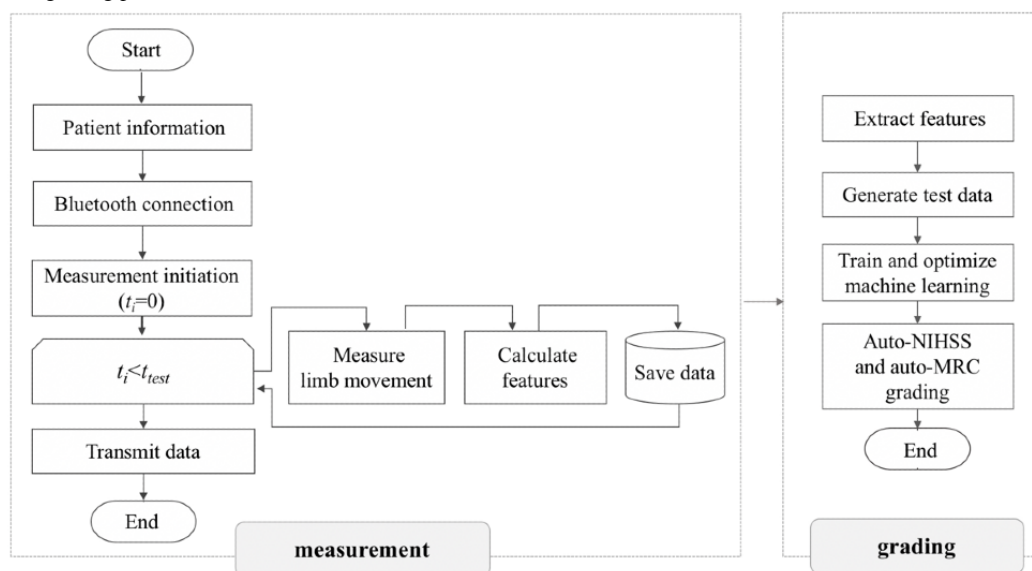 Start
Patient information
Bluetooth connection
Measurement initiation
(tᵢ=0)
tᵢ<t_test
Measure
limb movement
Calculate
features
Save data
Transmit data
End
measurement
Extract features
Generate test data
Train and optimize
machine learning
Auto-NIHSS
and auto-MRC
grading
End
grading